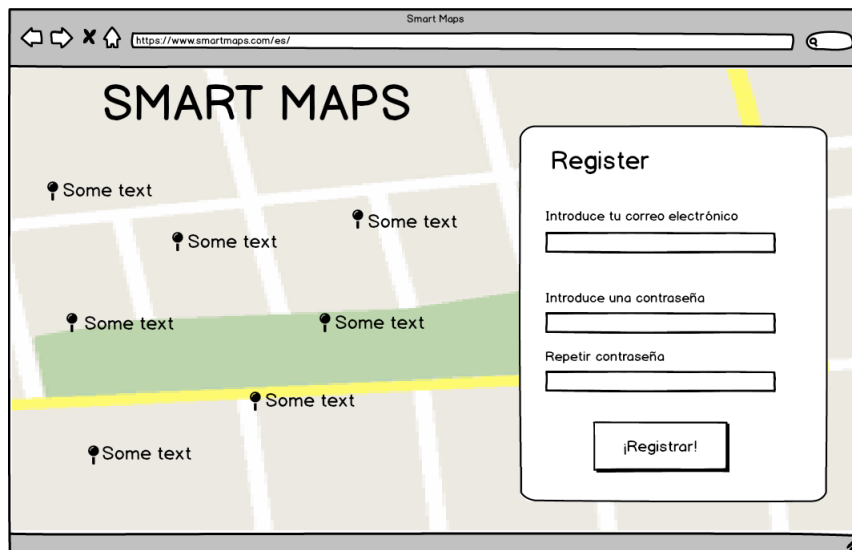 Smart Maps
https://www.smartmaps.com/es/
SMART MAPS
Register
Some text
Introduce tu correo electrónico
Some text
Some text
Introduce una contraseña
Some text
Some text
Repetir contraseña
Some text
¡Registrar!
Some text